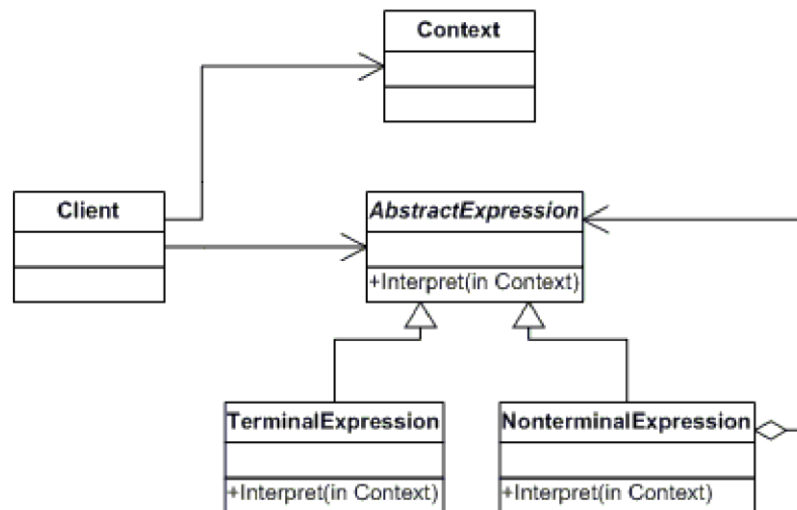 Context
Client
AbstractExpression
+Interpret(in Context)
TerminalExpression
+Interpret(in Context)
NonterminalExpression
+Interpret(in Context)